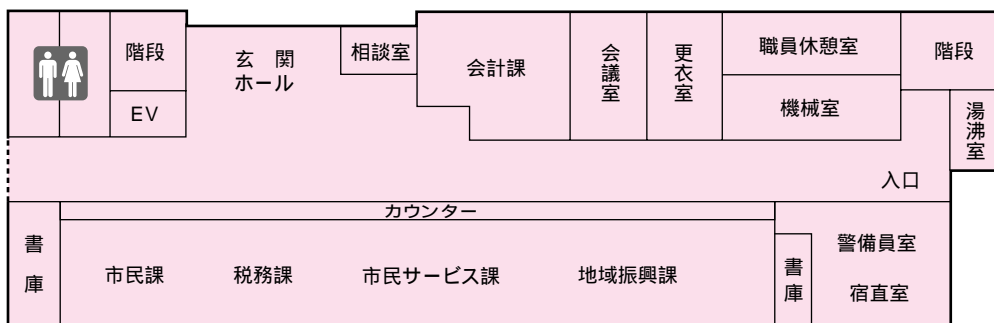 階段
EV
玄 関
ホール
相談室
会計課
会議室
更衣室
職員休憩室
機械室
階段
湯沸室
入口
カウンター
書庫
市民課
税務課
市民サービス課
地域振興課
書庫
警備員室
宿直室